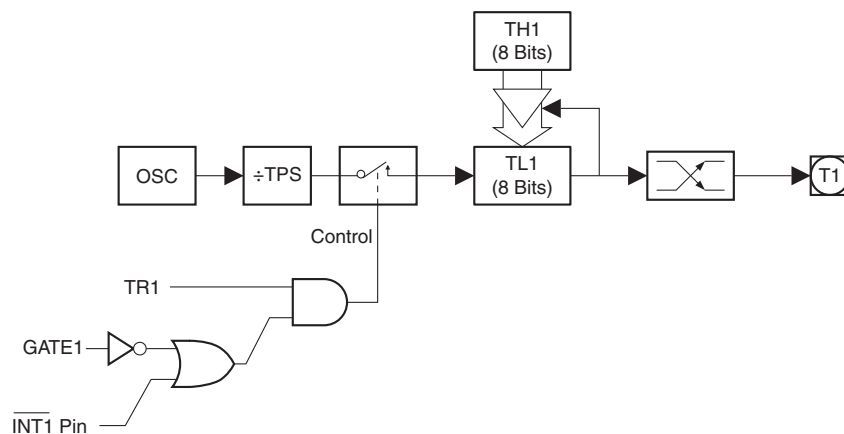 TH1
(8 Bits)
OSC
÷TPS
TL1
(8 Bits)
T1
Control
TR1
GATE1
INT1 Pin